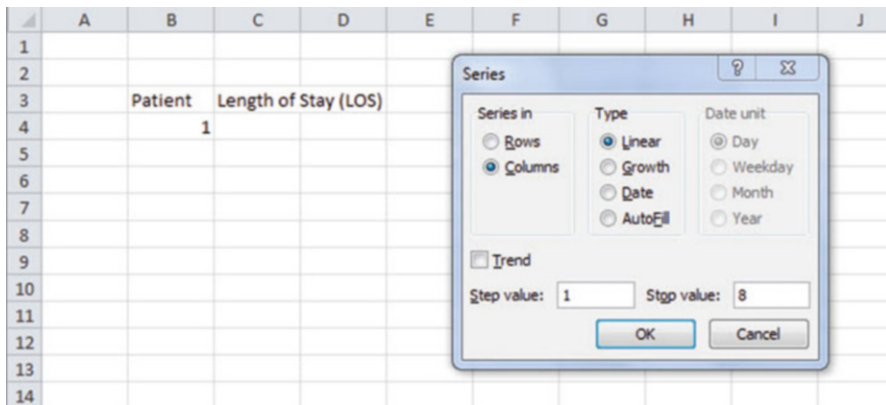 A B C D E F G H I J
1
2
3 Patient Length of Stay (LOS)
4 1
5
6
7
8
9
10
11
12
13
14
Series
Series in Type Date unit
Rows Linear Day
Columns Growth Weekday
Date Month
AutoFill Year
Trend
Step value: 1 Stop value: 8
OK Cancel